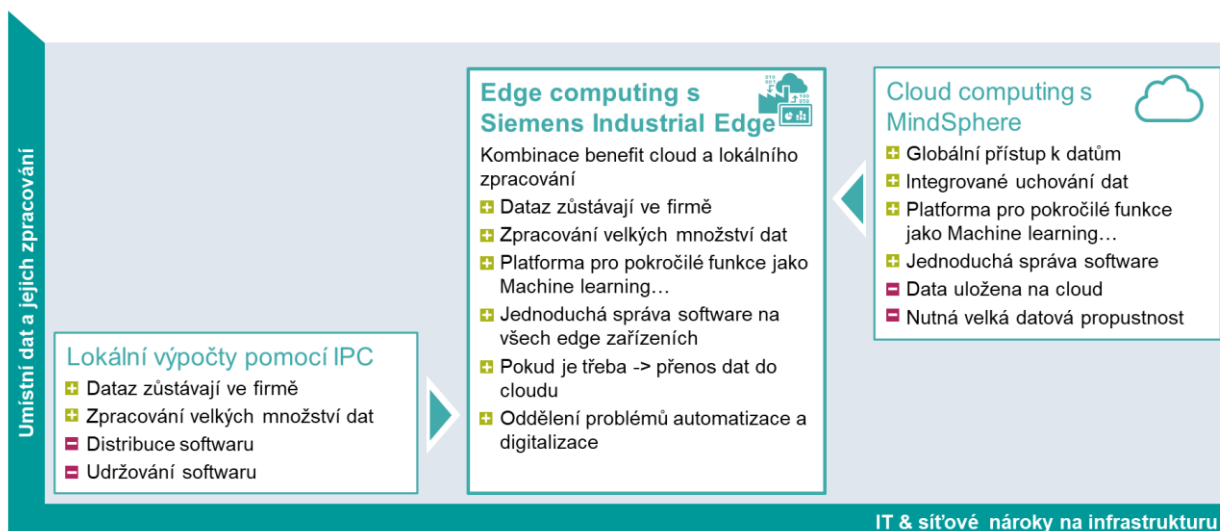 Umístní dat a jejich zpracování
Lokální výpočty pomocí IPC
Dataz zůstávají ve firmě
Zpracování velkých množství dat
Distribuce softwaru
Udržování softwaru
Edge computing s
Siemens Industrial Edge
Kombinace benefit cloud a lokálního
zpracování
Dataz zůstávají ve firmě
Zpracování velkých množství dat
Platforma pro pokročilé funkce jako
Machine learning…
Jednoduchá správa software na
všech edge zařízeních
Pokud je třeba -> přenos dat do
cloudu
Oddělení problémů automatizace a
digitalizace
Cloud computing s
MindSphere
Globální přístup k datům
Integrované uchování dat
Platforma pro pokročilé funkce
jako Machine learning…
Jednoduchá správa software
Data uložena na cloud
Nutná velká datová propustnost
IT & síťové nároky na infrastrukturu